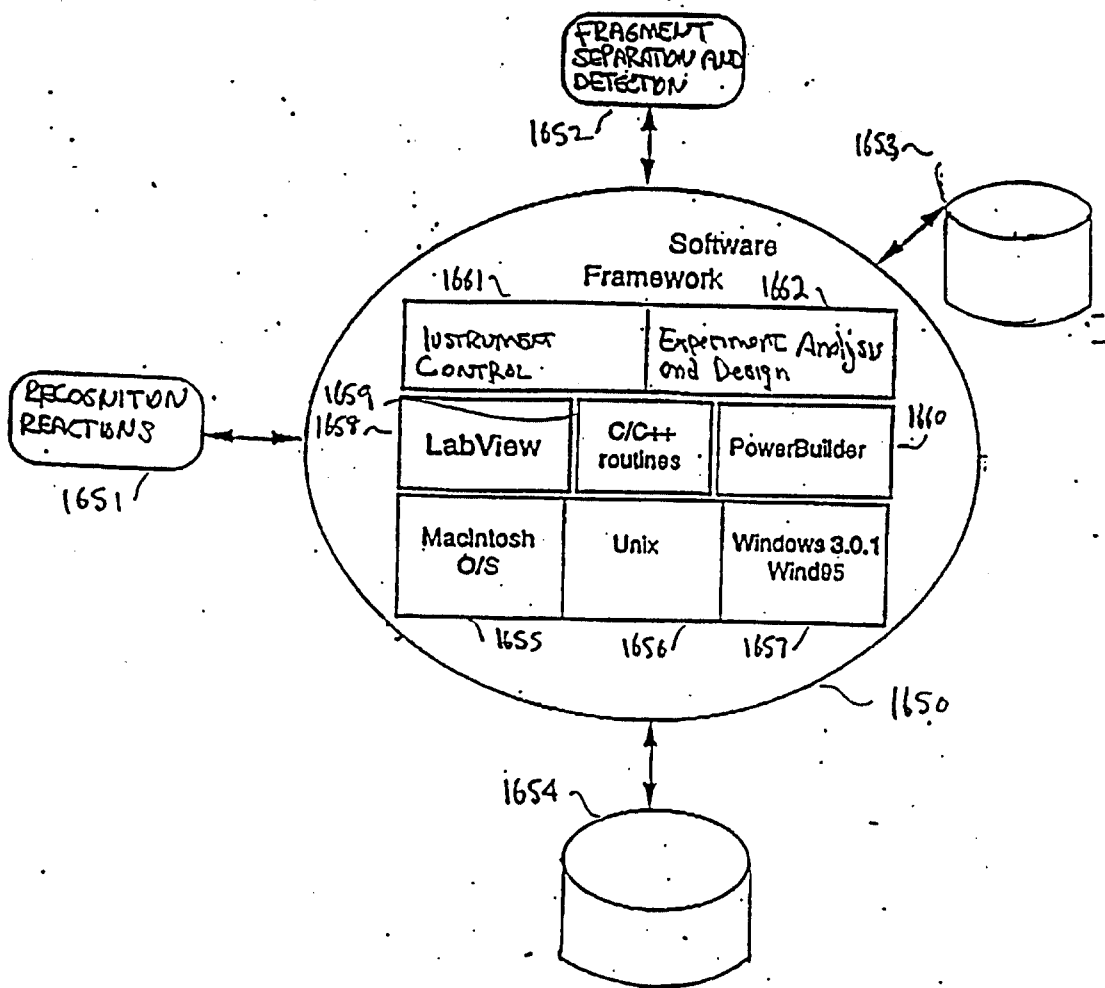 FRAGMENT
SEPARATION AND
DETECTION
1652
1653
Software
Framework
1661
1662
INSTRUMENT
CONTROL
Experiment Analysis
and Design
RECOGNITION
REACTIONS
1651
1659
1658
LabView
C/C++
routines
PowerBuilder
1660
Macintosh
O/S
Unix
Windows 3.0.1
Wind95
1655
1656
1657
1650
1654